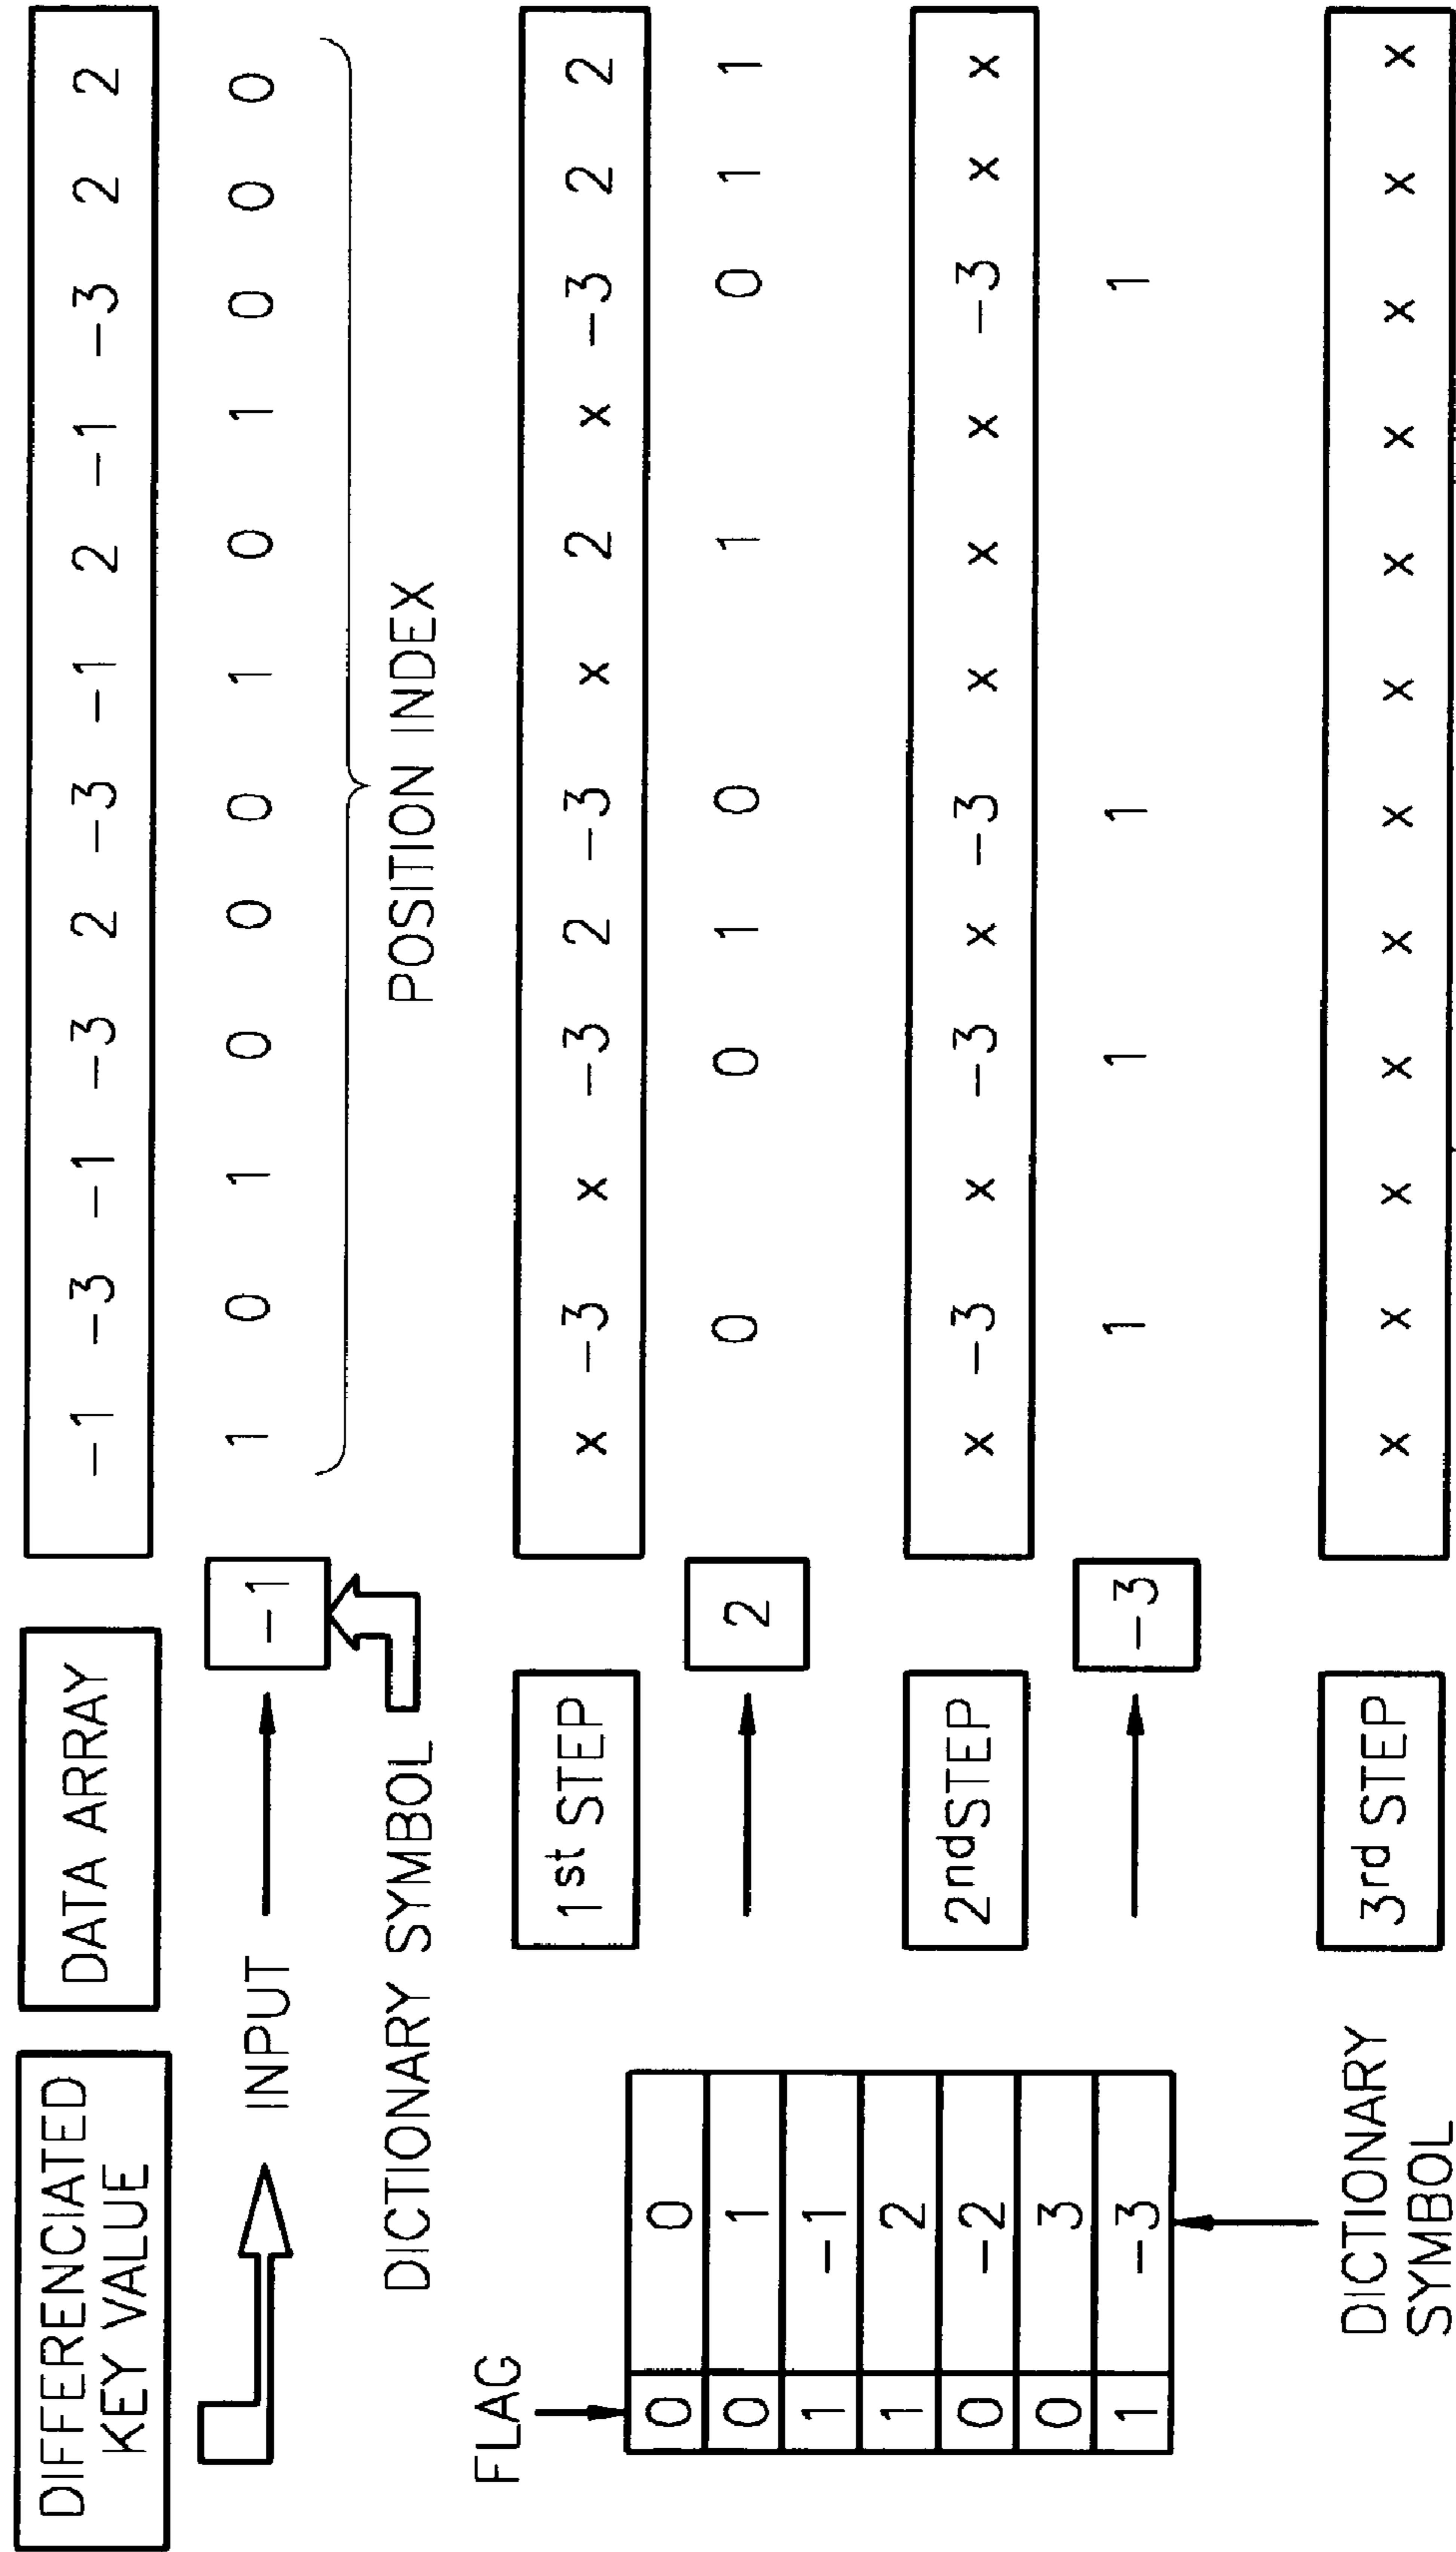 DIFFERENCIATED
KEY VALUE
DATA ARRAY
-1 -3 -1 -3 2 -3 -1 2 -1 -3 2 2
INPUT
-1
1 0 1 0 0 0 1 0 1 0 0 0
DICTIONARY SYMBOL
POSITION INDEX
1st STEP
x -3 x -3 2 -3 x 2 x -3 2 2
2
0 0 1 0 1 0 1 1
2nd STEP
x -3 x -3 x -3 x x x -3 x x
-3
1 1 1 1
3rd STEP
x x x x x x x x x x x x
FLAG
0 0
0 1
1 -1
1 2
0 -2
0 3
1 -3
DICTIONARY
SYMBOL